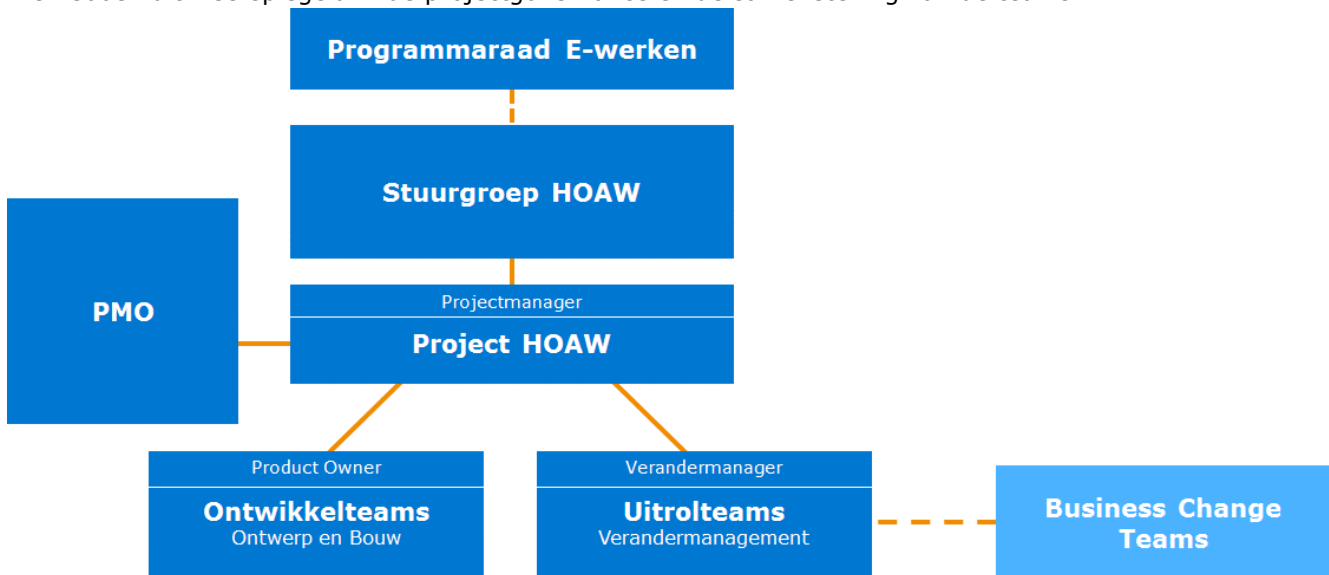 Programmaraad E-werken
Stuurgroep HOAW
Projectmanager
Project HOAW
PMO
Product Owner
Ontwikkelteams
Ontwerp en Bouw
Verandermanager
Uitrolteams
Verandermanagement
Business Change
Teams